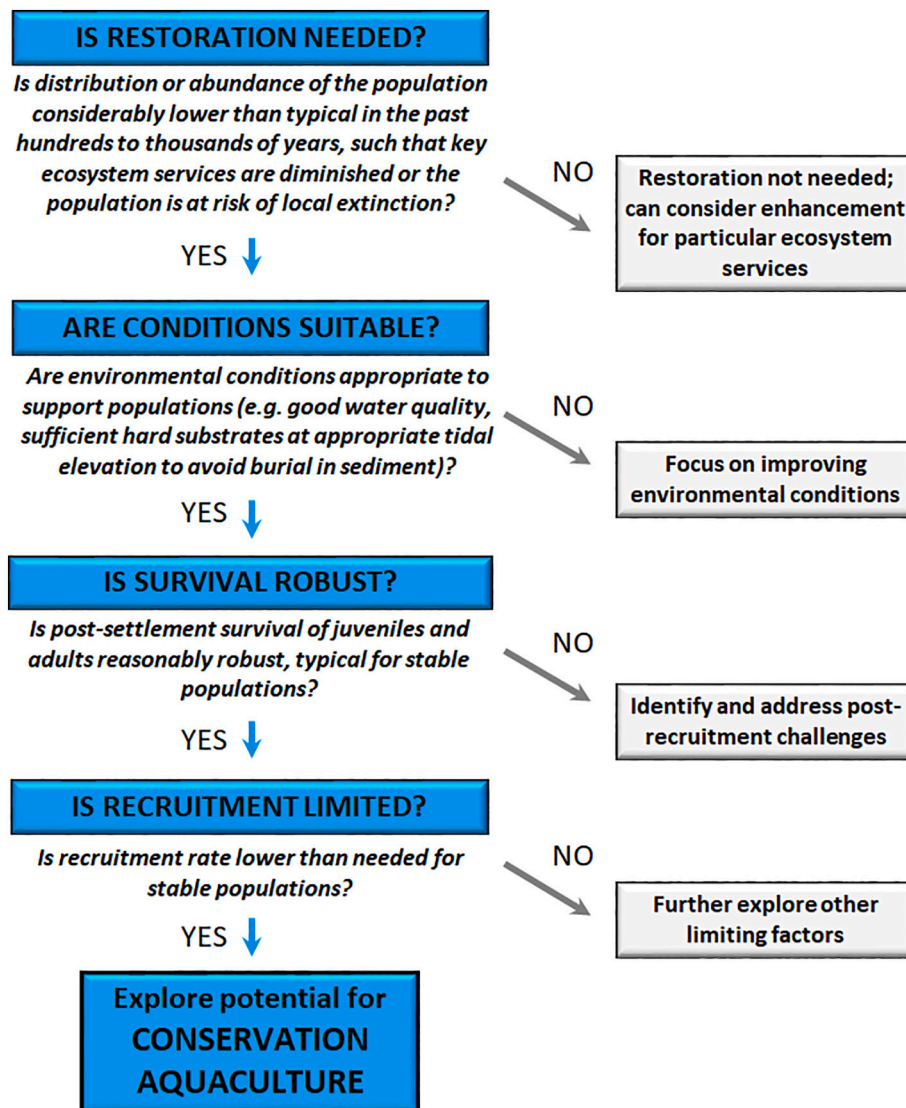 IS RESTORATION NEEDED?
Is distribution or abundance of the population
considerably lower than typical in the past
hundreds to thousands of years, such that key
ecosystem services are diminished or the
population is at risk of local extinction?
NO
Restoration not needed;
can consider enhancement
for particular ecosystem
services
YES
ARE CONDITIONS SUITABLE?
Are environmental conditions appropriate to
support populations (e.g. good water quality,
sufficient hard substrates at appropriate tidal
elevation to avoid burial in sediment)?
NO
Focus on improving
environmental conditions
YES
IS SURVIVAL ROBUST?
Is post-settlement survival of juveniles and
adults reasonably robust, typical for stable
populations?
NO
Identify and address post-
recruitment challenges
YES
IS RECRUITMENT LIMITED?
Is recruitment rate lower than needed for
stable populations?
NO
Further explore other
limiting factors
YES
Explore potential for
CONSERVATION
AQUACULTURE